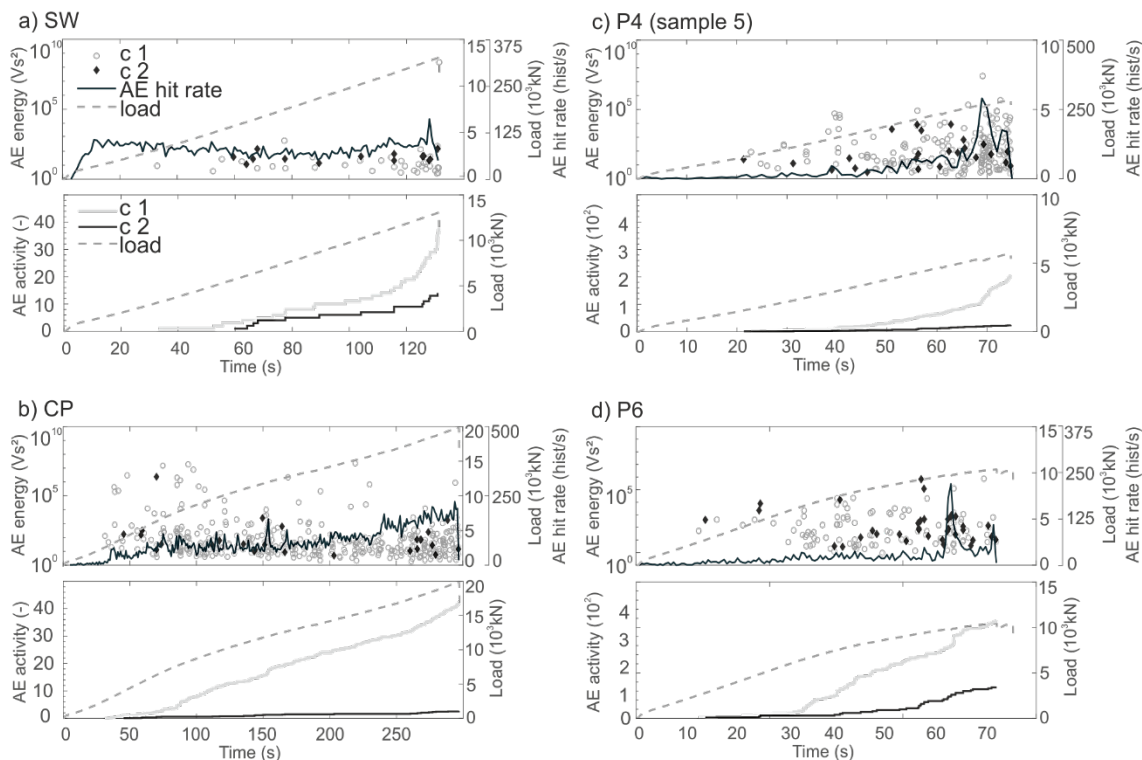 a) SW
AE energy (Vs²)
10¹⁰
10⁵
10⁰
c 1
c 2
AE hit rate
load
15 375
10 250
5 125
0 0
Load (10³kN)
AE hit rate (hist/s)
AE activity (-)
40
30
20
10
0
c 1
c 2
load
15
10
5
0
Load (10³kN)
0 20 40 60 80 100 120
Time (s)
c) P4 (sample 5)
AE energy (Vs²)
10¹⁰
10⁵
10⁰
10 500
5 250
0 0
Load (10³kN)
AE hit rate (hist/s)
AE activity (10²)
4
3
2
1
0
10
5
0
Load (10³kN)
0 10 20 30 40 50 60 70
Time (s)
b) CP
AE energy (Vs²)
10¹⁰
10⁵
10⁰
20 500
15
10 250
5
0 0
Load (10³kN)
AE hit rate (hist/s)
AE activity (-)
40
30
20
10
0
20
15
10
5
0
Load (10³kN)
0 50 100 150 200 250
Time (s)
d) P6
AE energy (Vs²)
10¹⁰
10⁵
10⁰
15 375
10 250
5 125
0 0
Load (10³kN)
AE hit rate (hist/s)
AE activity (10²)
4
3
2
1
0
15
10
5
0
Load (10³kN)
0 10 20 30 40 50 60 70
Time (s)